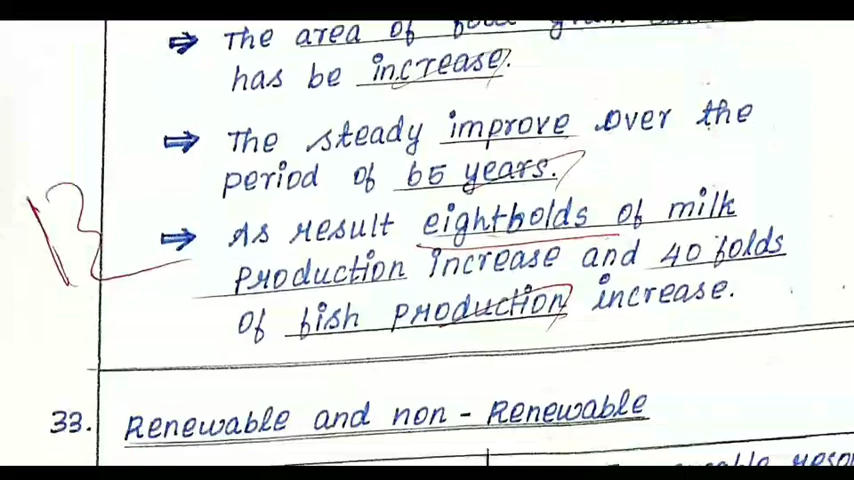 ⇒ The area of
has be increase.
⇒ The steady improve over the
period of 65 years.
⇒ As result eightfolds of milk
production increase and 40 folds
of fish production increase.
33. Renewable and non - Renewable